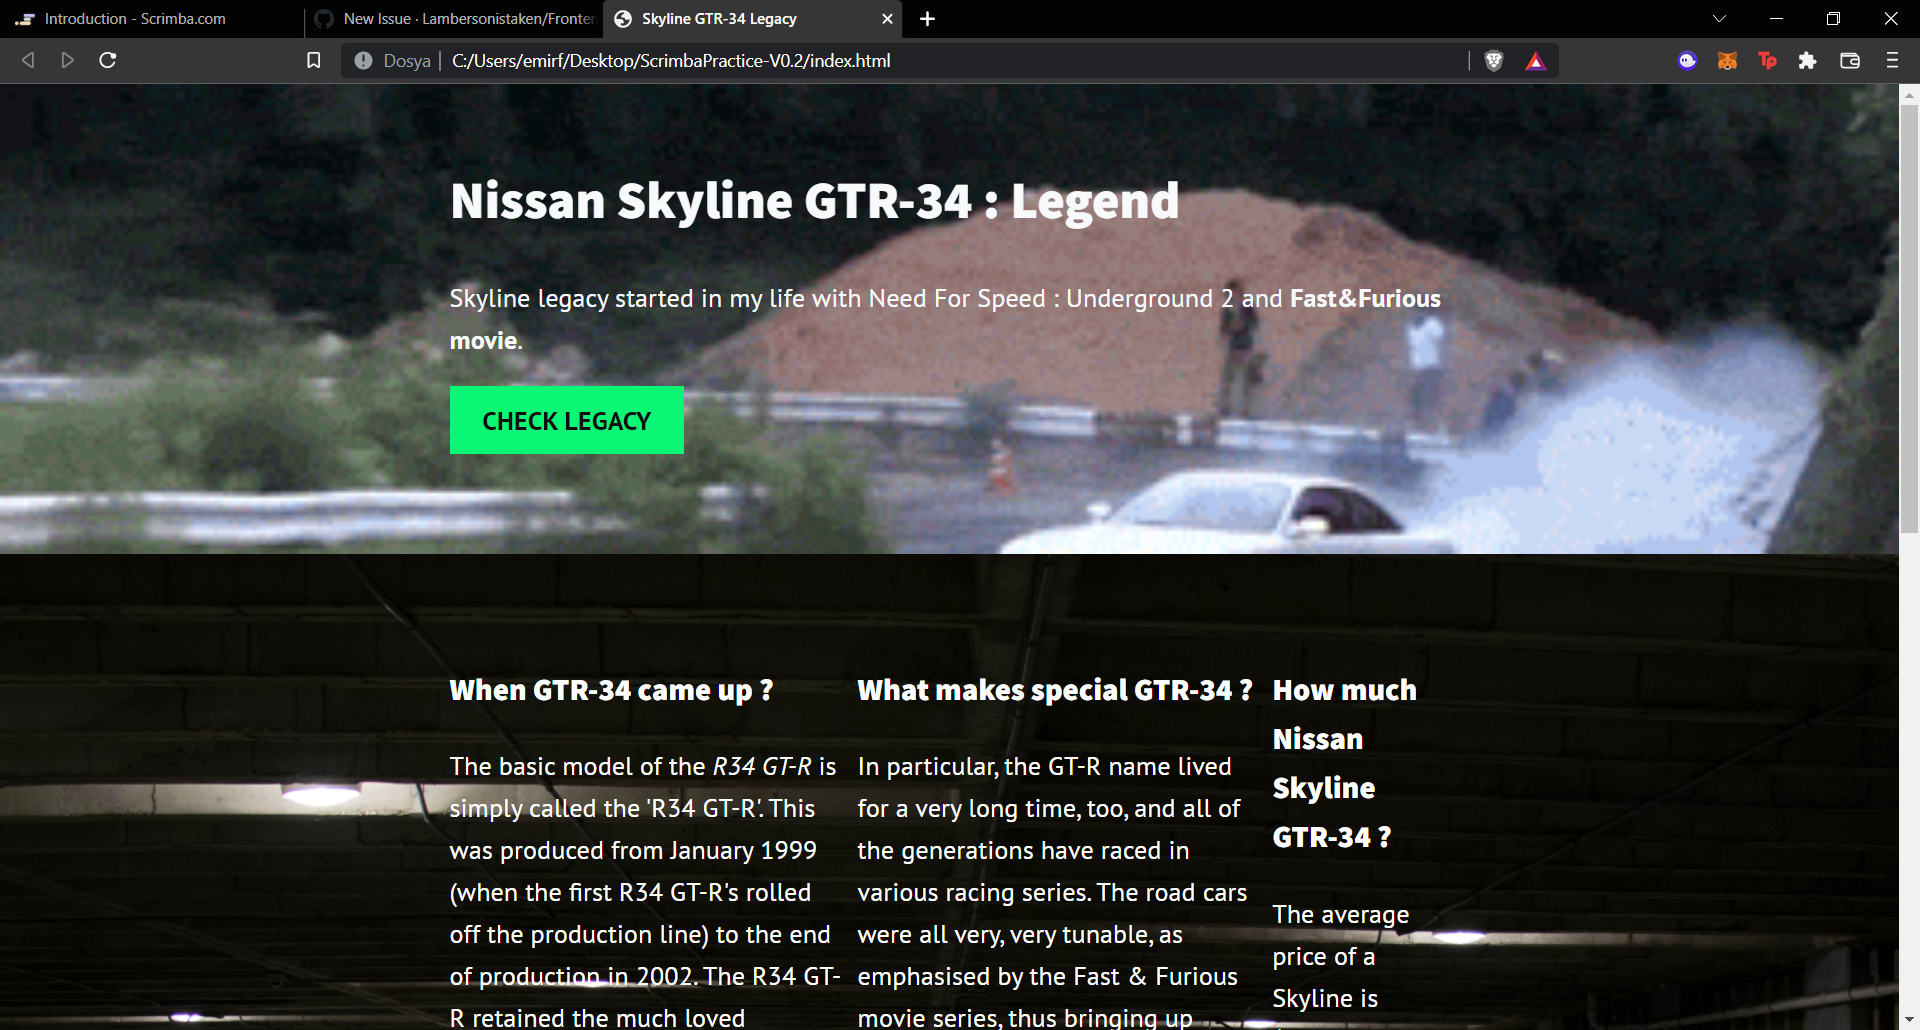 Introduction - Scrimba.com
New Issue · Lambersonistaken/Fronten
Skyline GTR-34 Legacy
Dosya
C:/Users/emirf/Desktop/ScrimbaPractice-V0.2/index.html
Tp
Nissan Skyline GTR-34 : Legend
Skyline legacy started in my life with Need For Speed : Underground 2 and Fast&Furious
movie.
CHECK LEGACY
When GTR-34 came up ?
The basic model of the R34 GT-R is
simply called the 'R34 GT-R'. This
was produced from January 1999
(when the first R34 GT-R's rolled
off the production line) to the end
of production in 2002. The R34 GT-
R retained the much loved
What makes special GTR-34 ?
In particular, the GT-R name lived
for a very long time, too, and all of
the generations have raced in
various racing series. The road cars
were all very, very tunable, as
emphasised by the Fast & Furious
movie series, thus bringing up
How much
Nissan
Skyline
GTR-34 ?
The average
price of a
Skyline is